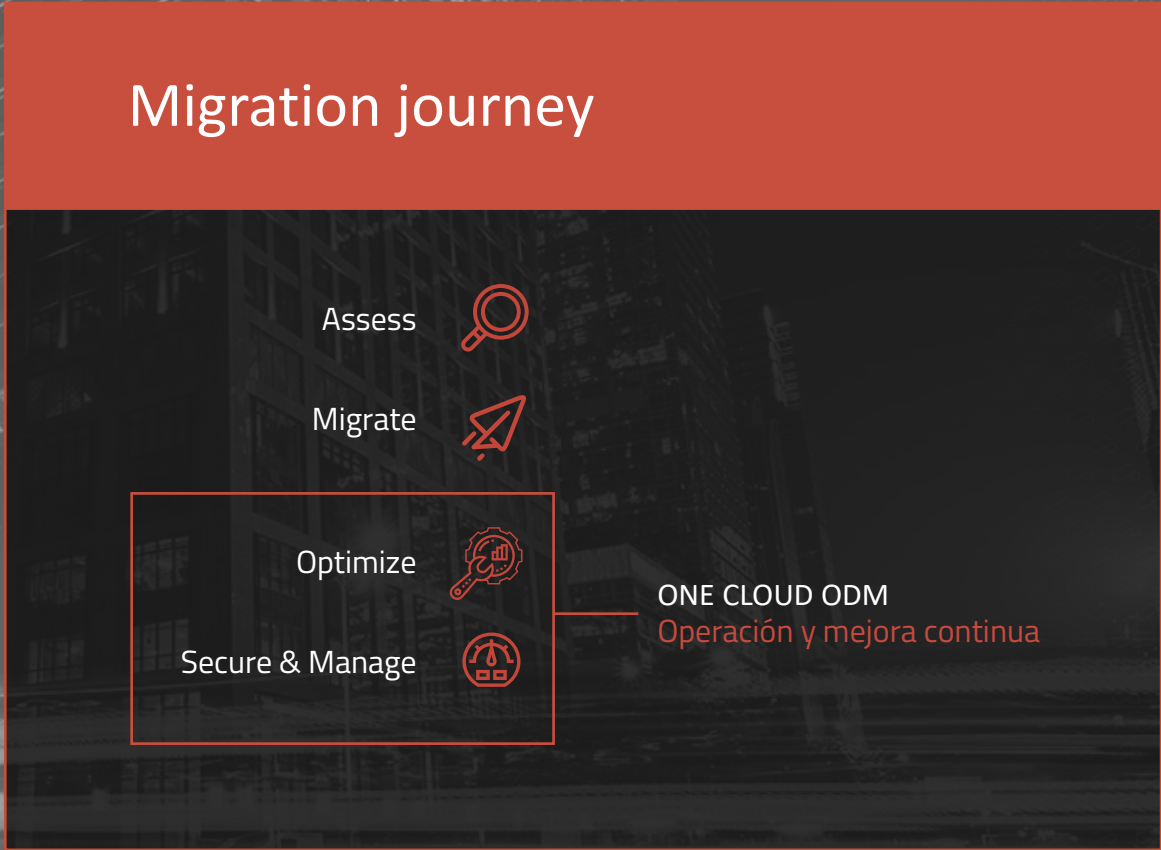 Migration journey
Assess
Migrate
Optimize
Secure & Manage
ONE CLOUD ODM
Operación y mejora continua